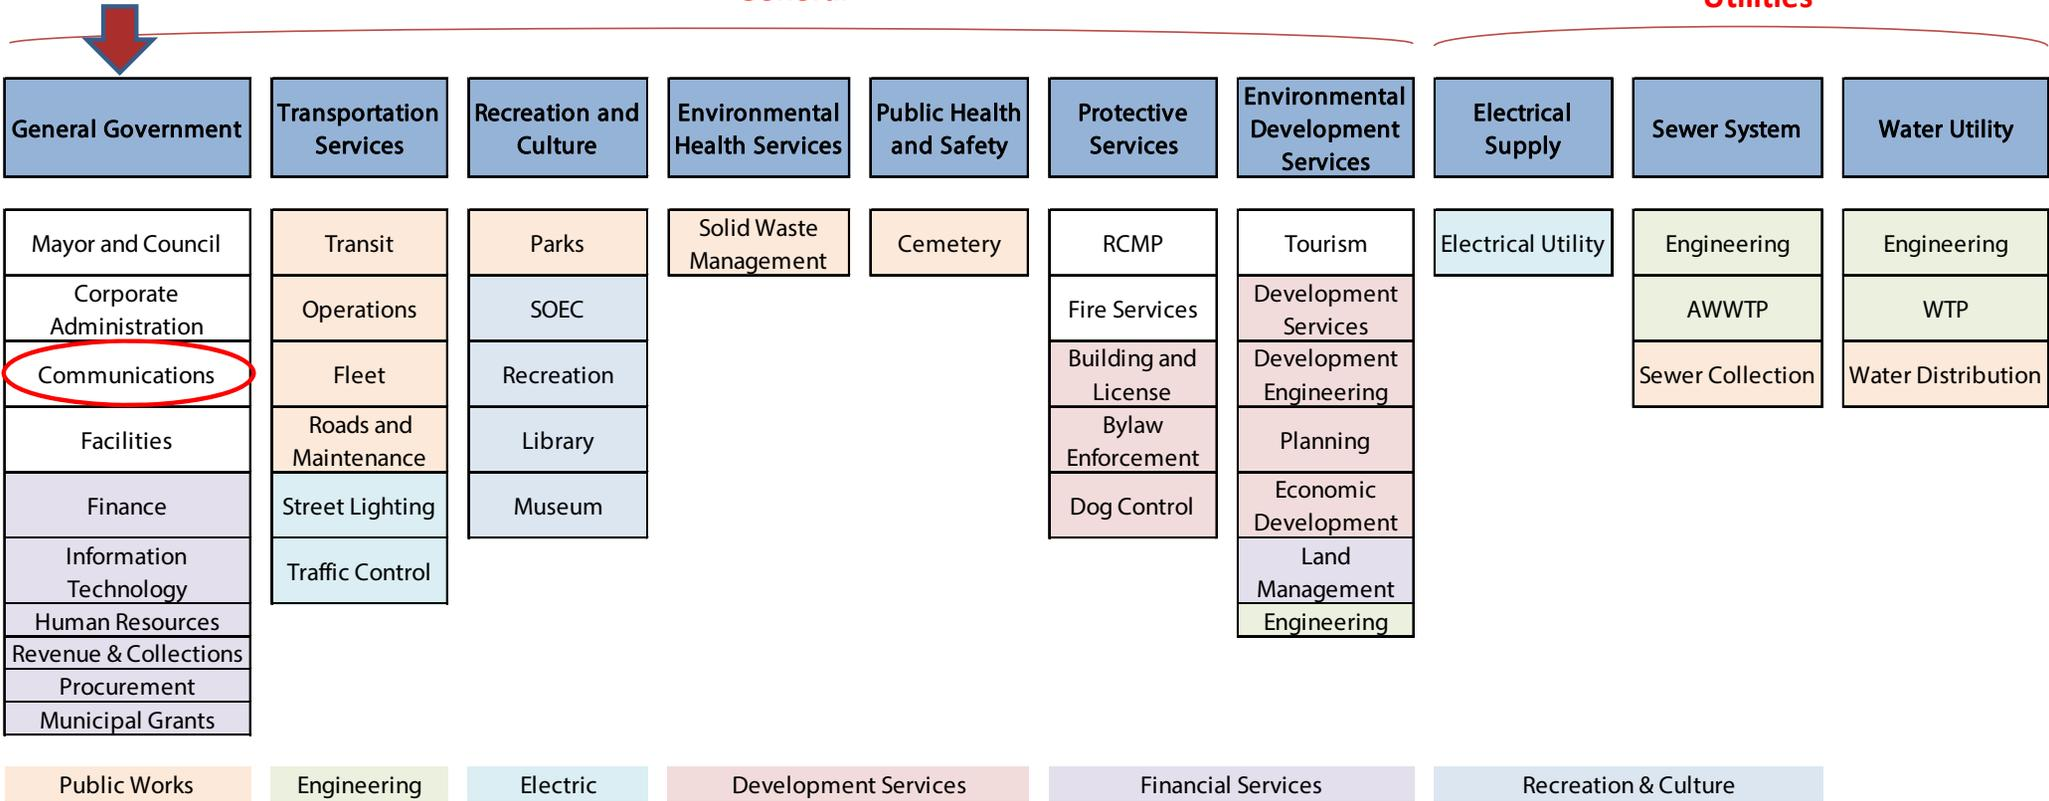 General
Utilities
General Government
Transportation
Services
Recreation and
Culture
Environmental
Health Services
Public Health
and Safety
Protective
Services
Environmental
Development
Services
Electrical
Supply
Sewer System
Water Utility
Mayor and Council
Corporate
Administration
Communications
Facilities
Finance
Information
Technology
Human Resources
Revenue & Collections
Procurement
Municipal Grants
Transit
Operations
Fleet
Roads and
Maintenance
Street Lighting
Traffic Control
Parks
SOEC
Recreation
Library
Museum
Solid Waste
Management
Cemetery
RCMP
Fire Services
Building and
License
Bylaw
Enforcement
Dog Control
Tourism
Development
Services
Development
Engineering
Planning
Economic
Development
Land
Management
Engineering
Electrical Utility
Engineering
AWWTP
Sewer Collection
Engineering
WTP
Water Distribution
Public Works
Engineering
Electric
Development Services
Financial Services
Recreation & Culture